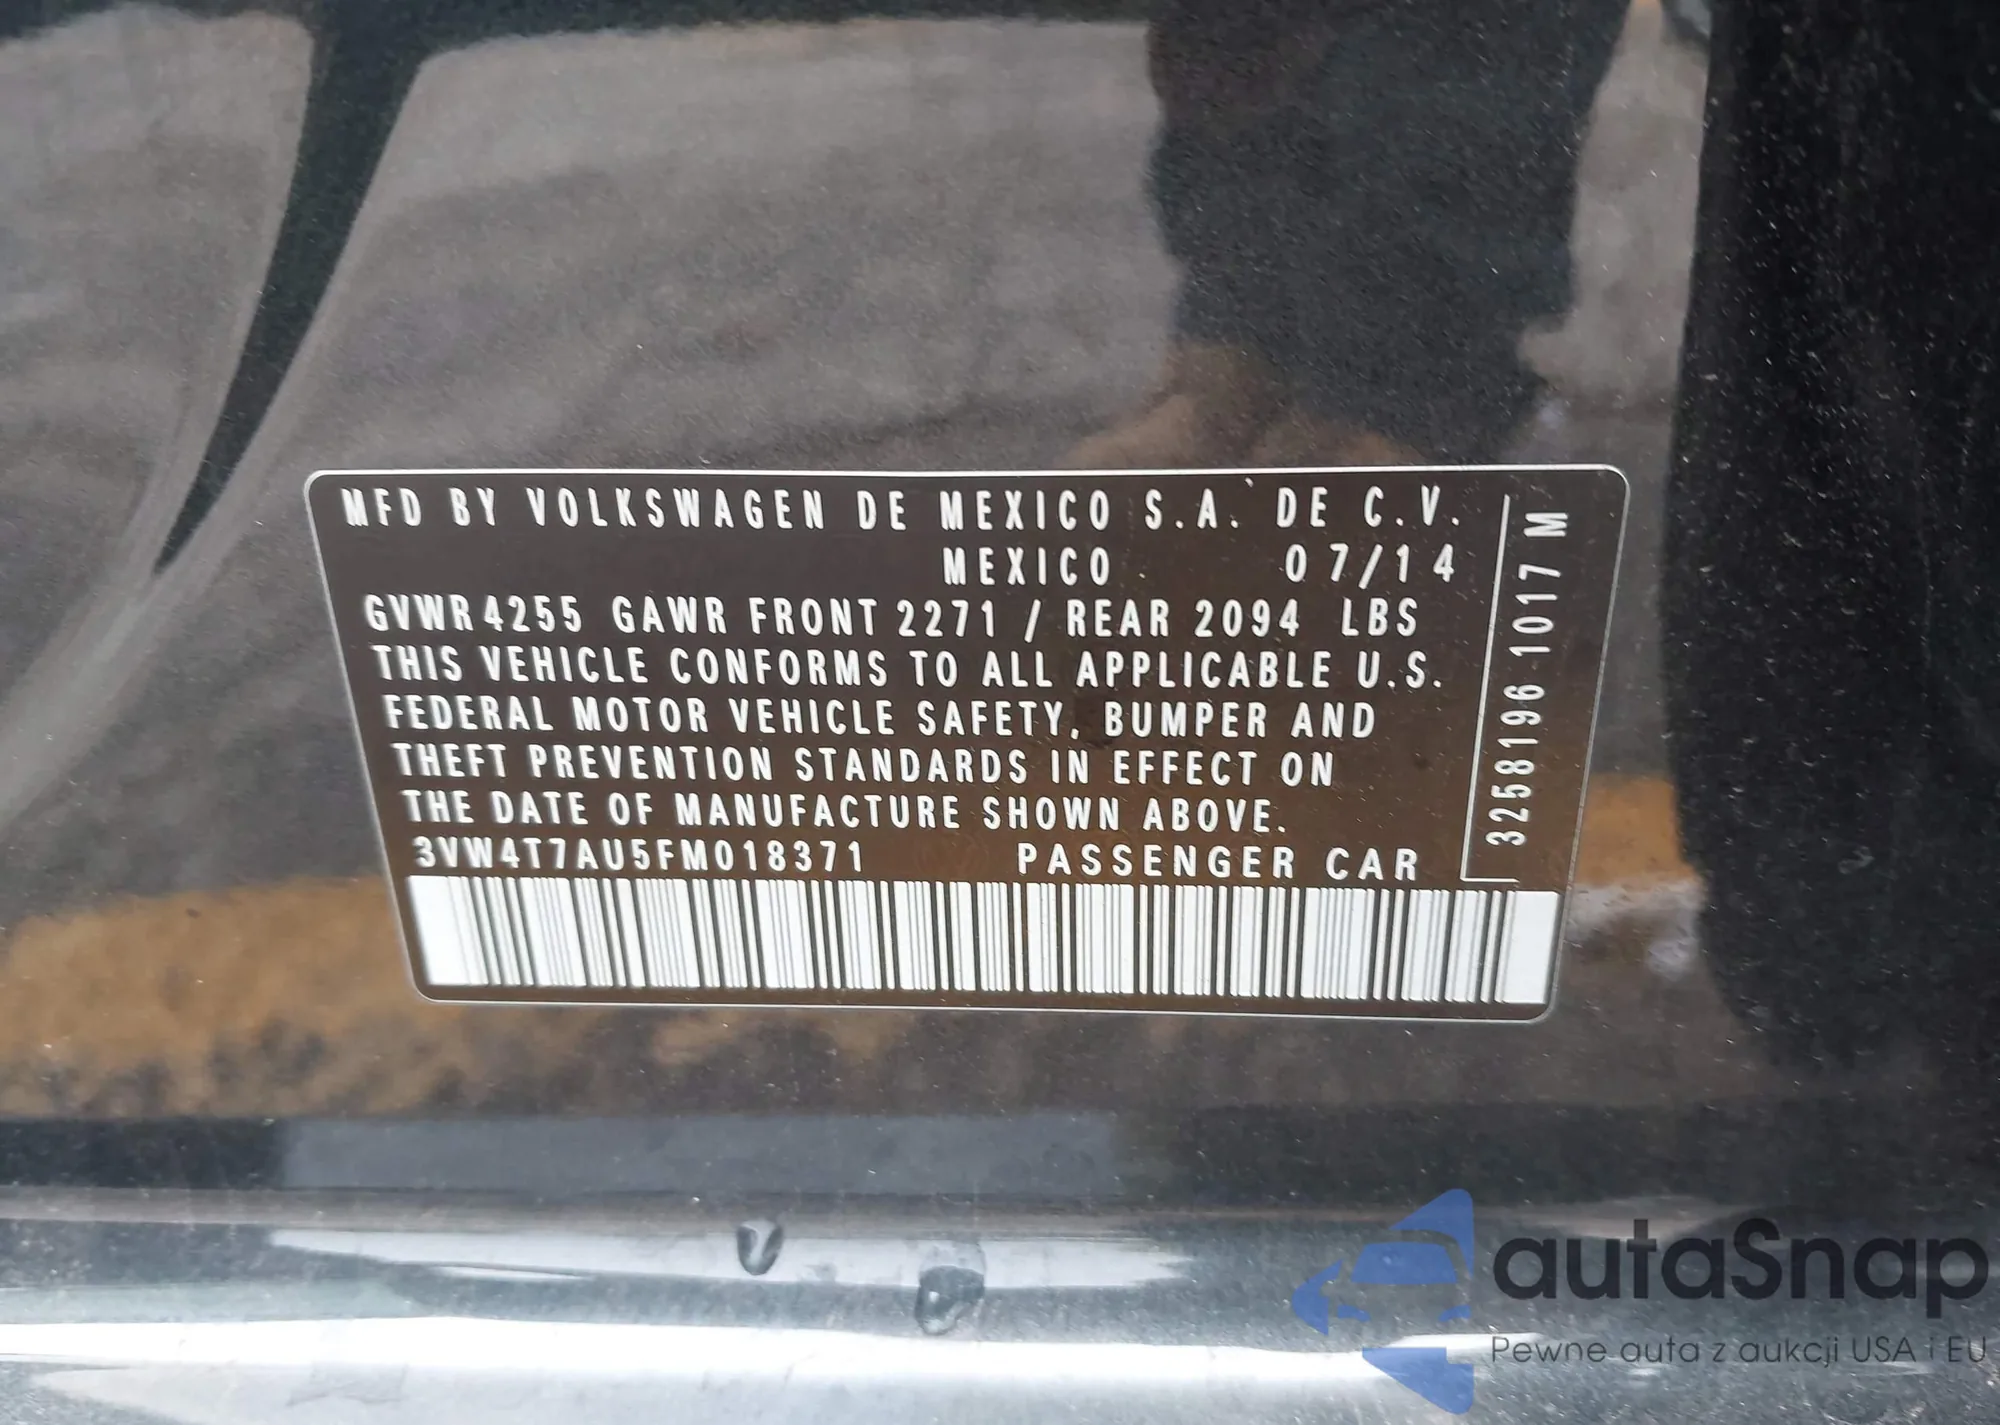 MFD BY VOLKSWAGEN DE MEXICO S.A. DE C.V.
MEXICO 07/14
GVWR 4255 GAWR FRONT 2271 / REAR 2094 LBS
THIS VEHICLE CONFORMS TO ALL APPLICABLE U.S.
FEDERAL MOTOR VEHICLE SAFETY, BUMPER AND
THEFT PREVENTION STANDARDS IN EFFECT ON
THE DATE OF MANUFACTURE SHOWN ABOVE.
3VW4T7AU5FM018371 PASSENGER CAR
3258196 1017 M
autaSnap
Pewne auta z aukcji USA i EU